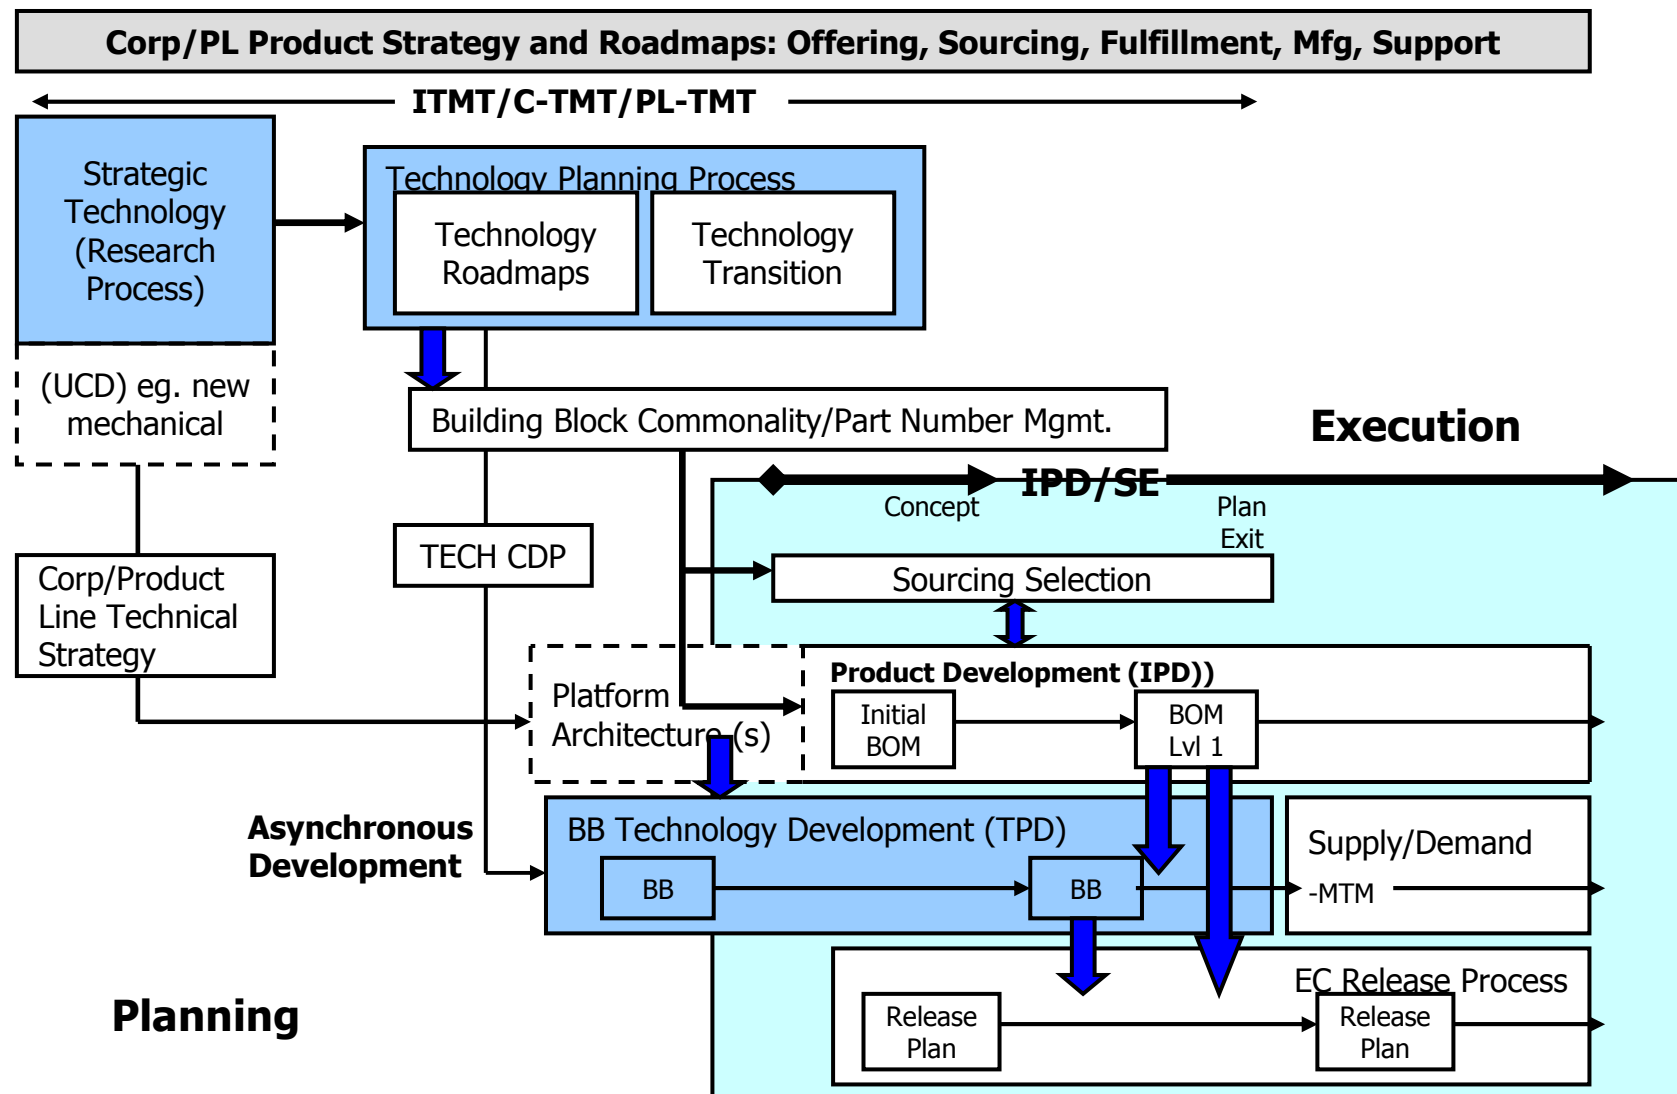 Corp/PL Product Strategy and Roadmaps: Offering, Sourcing, Fulfillment, Mfg, Support
ITMT/C-TMT/PL-TMT
Strategic
Technology
(Research
Process)
Technology Planning Process
Technology
Roadmaps
Technology
Transition
(UCD) eg. new
mechanical
Building Block Commonality/Part Number Mgmt.
Execution
IPD/SE
Concept
Plan
Exit
TECH CDP
Sourcing Selection
Corp/Product
Line Technical
Strategy
Platform
Architecture (s)
Product Development (IPD))
Initial
BOM
BOM
Lvl 1
Asynchronous
Development
BB Technology Development (TPD)
BB
BB
Supply/Demand
-MTM
EC Release Process
Release
Plan
Release
Plan
Planning